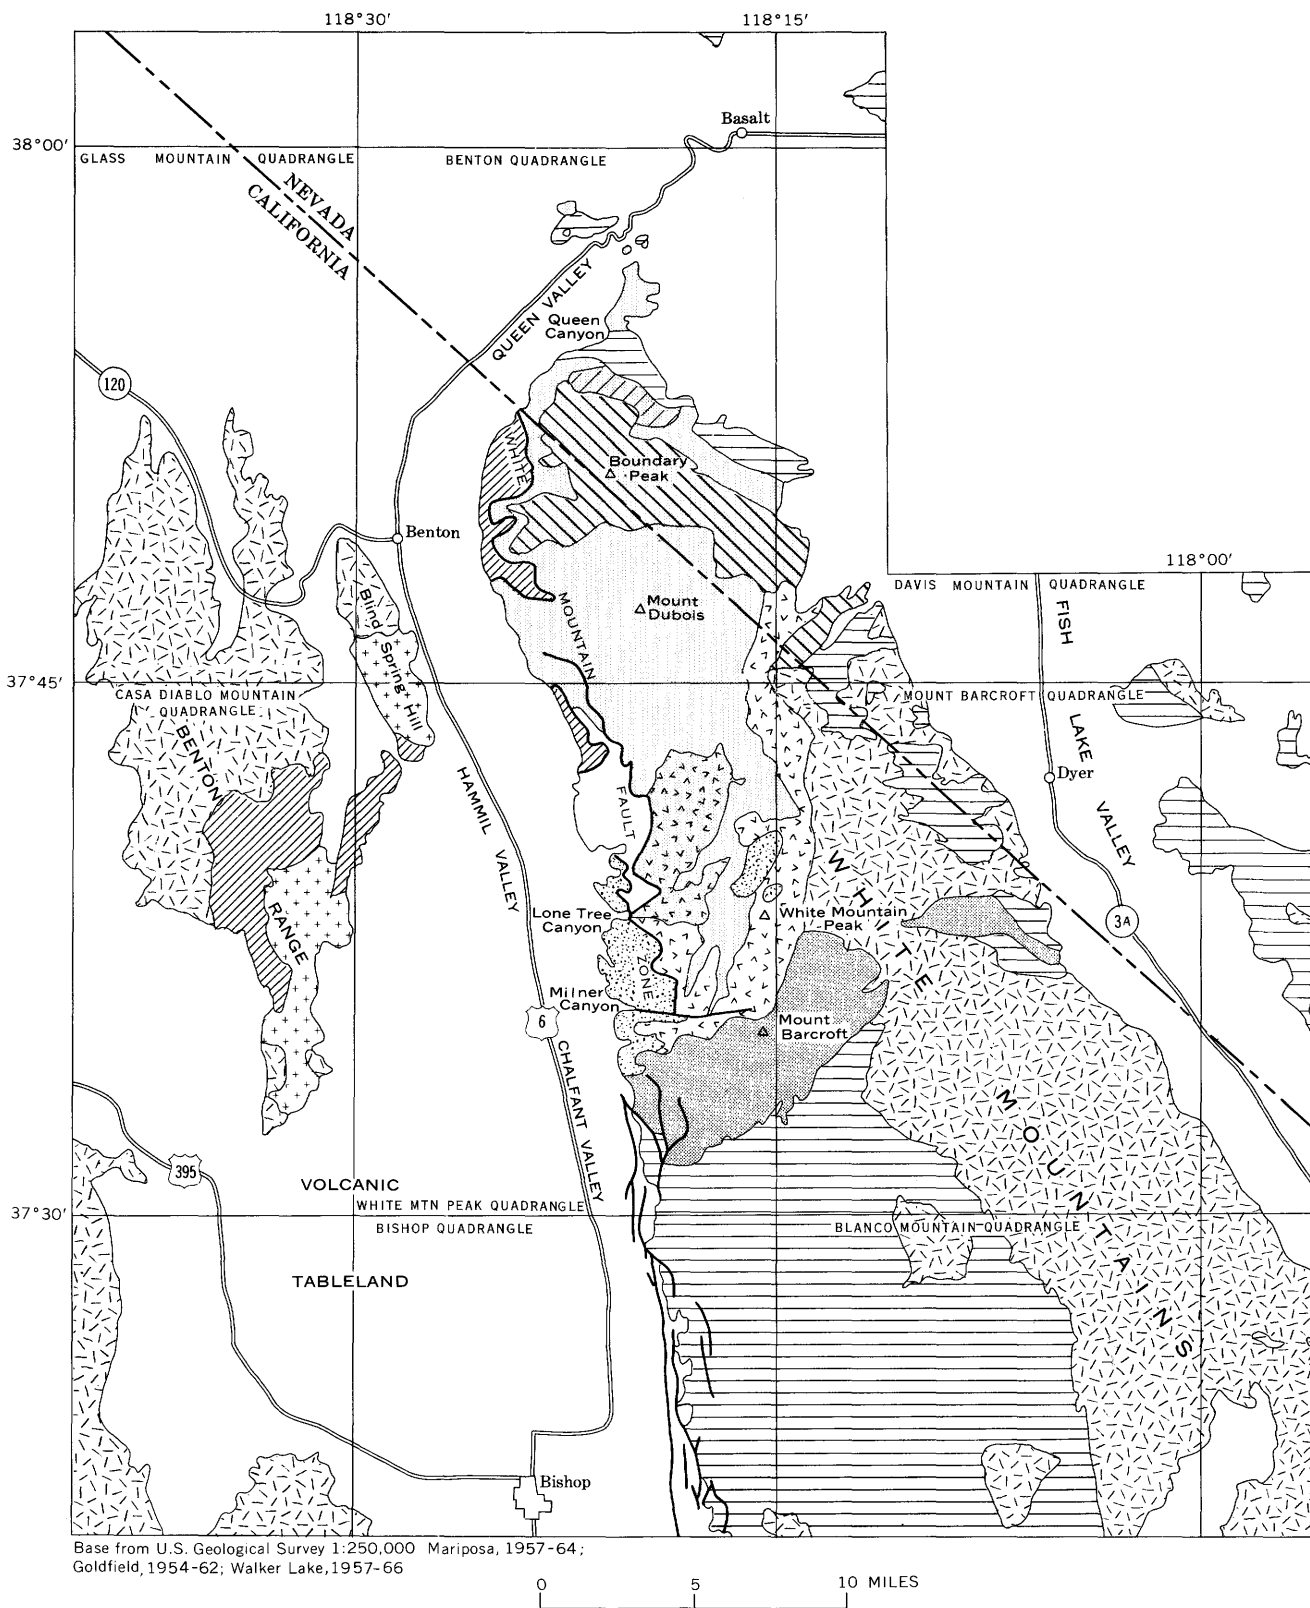 118°30′
118°15′
Basalt
38°00′
GLASS MOUNTAIN QUADRANGLE
BENTON QUADRANGLE
NEVADA
CALIFORNIA
QUEEN VALLEY
Queen
Canyon
120
WHITE
Boundary
Peak
Benton
118°00′
DAVIS MOUNTAIN QUADRANGLE
Blind Spring Hill
MOUNTAIN
Mount
Dubois
FISH
37°45′
CASA DIABLO MOUNTAIN
QUADRANGLE
MOUNT BARCROFT QUADRANGLE
BENTON
LAKE
HAMMIL VALLEY
FAULT
Dyer
VALLEY
WHITE
RANGE
Lone Tree
Canyon
White Mountain
Peak
3A
ZONE
Milner
Canyon
6
Mount
Barcroft
CHALFANT VALLEY
MOUNTAINS
395
VOLCANIC
WHITE MTN PEAK QUADRANGLE
37°30′
BISHOP QUADRANGLE
BLANCO MOUNTAIN QUADRANGLE
TABLELAND
Bishop
Base from U.S. Geological Survey 1:250,000 Mariposa, 1957-64;
Goldfield, 1954-62; Walker Lake, 1957-66
0 5 10 MILES